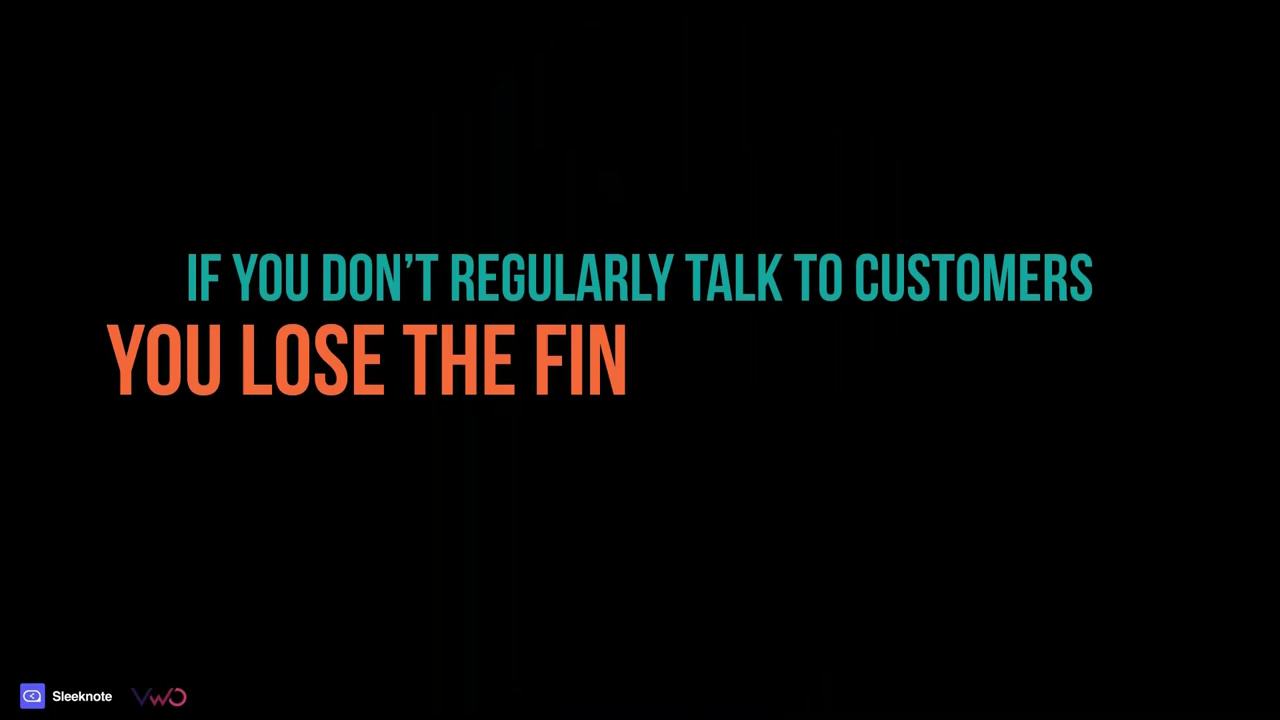 IF YOU DON’T REGULARLY TALK TO CUSTOMERS
YOU LOSE THE FIN
Sleeknote VWO